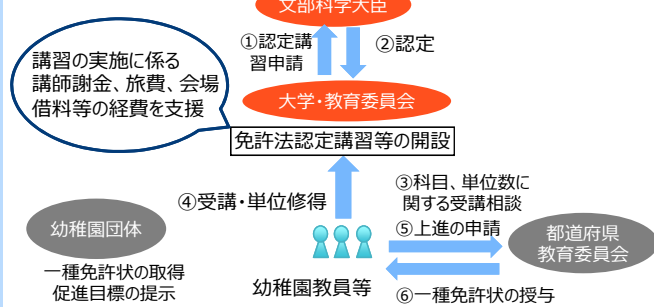 文部科学大臣
①認定講
習申請
②認定
講習の実施に係る
講師謝金、旅費、会場
借料等の経費を支援
大学・教育委員会
免許法認定講習等の開設
④受講・単位修得
③科目、単位数に
関する受講相談
⑤上進の申請
幼稚園団体
都道府県
教育委員会
一種免許状の取得
促進目標の提示
幼稚園教員等
⑥一種免許状の授与